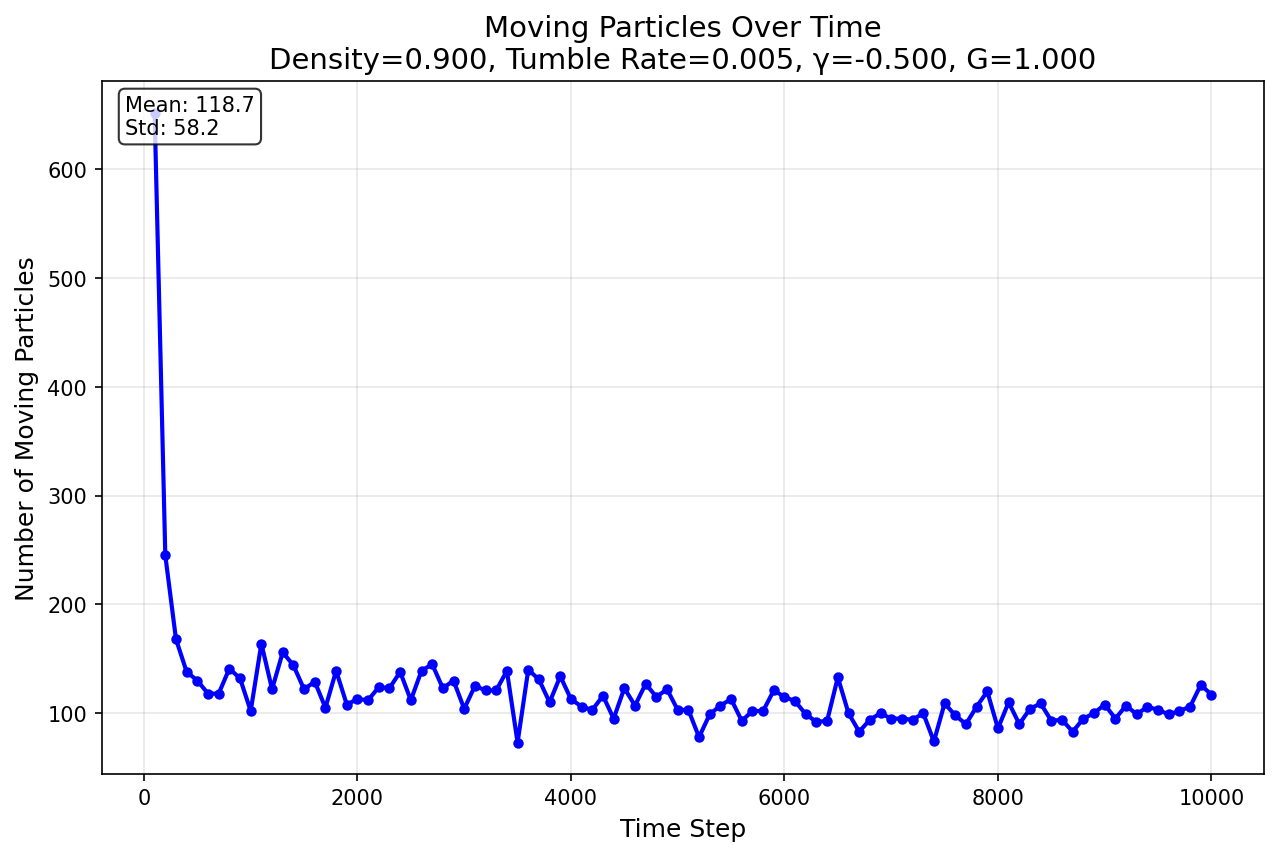 Moving Particles Over Time
Density=0.900, Tumble Rate=0.005, γ=-0.500, G=1.000
Mean: 118.7
Std: 58.2
Number of Moving Particles
600
500
400
300
200
100
0
2000
4000
6000
8000
10000
Time Step